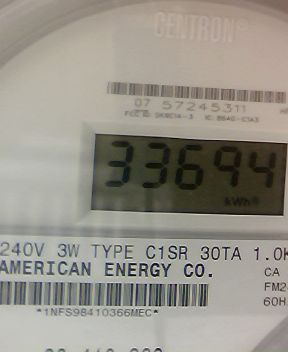 CENTRON®
07 57245311
33694
kWh
240V 3W TYPE C1SR 30TA 1.0K
AMERICAN ENERGY CO.
CA
FM2
60H
*1NFS98410366MEC*